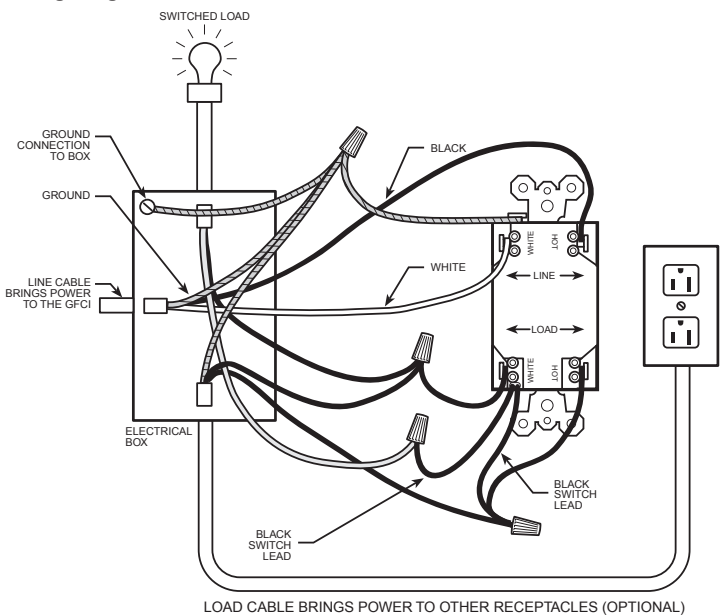 SWITCHED LOAD
GROUND
CONNECTION
TO BOX
BLACK
GROUND
WHITE
HOT
LINE CABLE
BRINGS POWER
TO THE GFCI
WHITE
LINE
LOAD
WHITE
HOT
ELECTRICAL
BOX
BLACK
SWITCH
LEAD
BLACK
SWITCH
LEAD
LOAD CABLE BRINGS POWER TO OTHER RECEPTACLES (OPTIONAL)